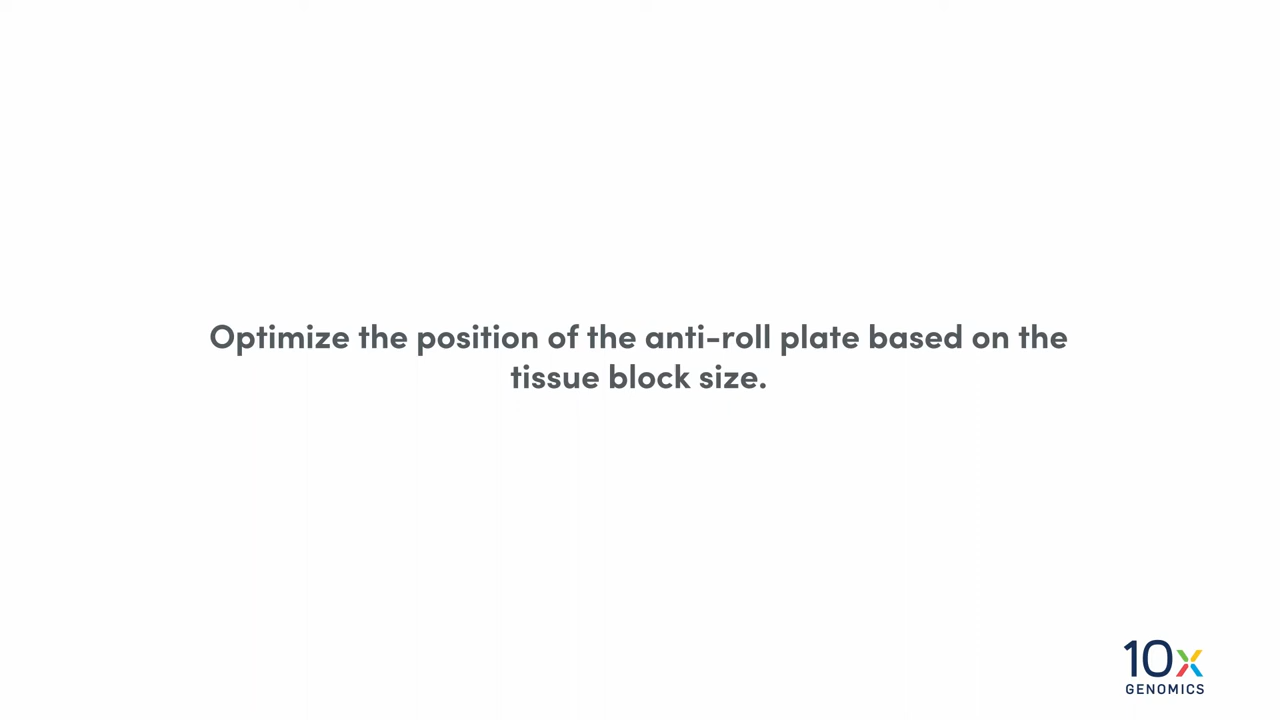 Optimize the position of the anti-roll plate based on the
tissue block size.
10x
GENOMICS